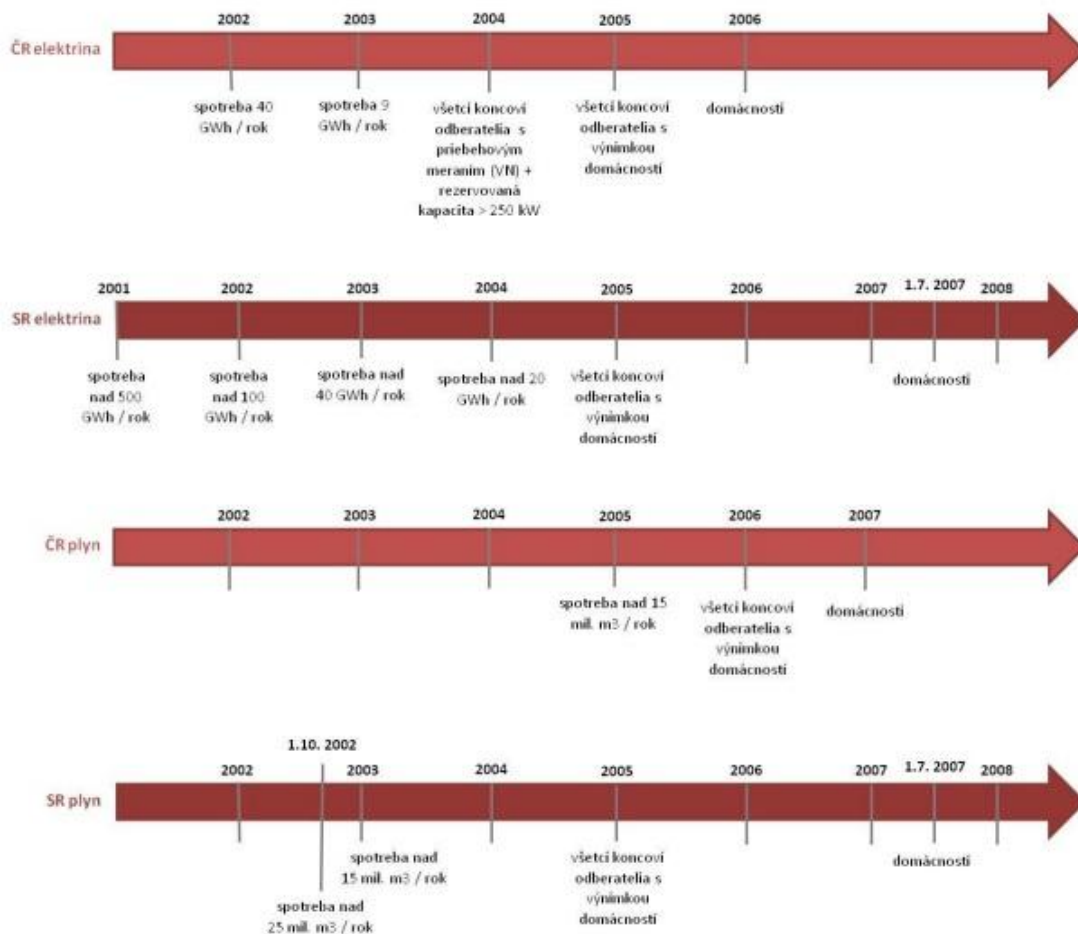 2002 2003 2004 2005 2006
ČR elektrina
spotreba 40
GWh / rok
spotreba 9
GWh / rok
všetci koncoví
odberatelia s
priebehovým
meraním (VN) +
rezervovaná
kapacita > 250 kW
všetci koncoví
odberatelia s
výnimkou
domácností
domácnosti
2001 2002 2003 2004 2005 2006 2007 1.7. 2007 2008
SR elektrina
spotreba
nad 500
GWh / rok
spotreba
nad 100
GWh / rok
spotreba nad
40 GWh / rok
spotreba nad 20
GWh / rok
všetci koncoví
odberatelia s
výnimkou
domácností
domácnosti
2002 2003 2004 2005 2006 2007
ČR plyn
spotreba nad 15
mil. m3 / rok
všetci koncoví
odberatelia s
výnimkou
domácností
domácnosti
1.10. 2002
2002 2003 2004 2005 2006 2007 1.7. 2007 2008
SR plyn
spotreba nad
25 mil. m3 / rok
spotreba nad
15 mil. m3 / rok
všetci koncoví
odberatelia s
výnimkou
domácností
domácnosti